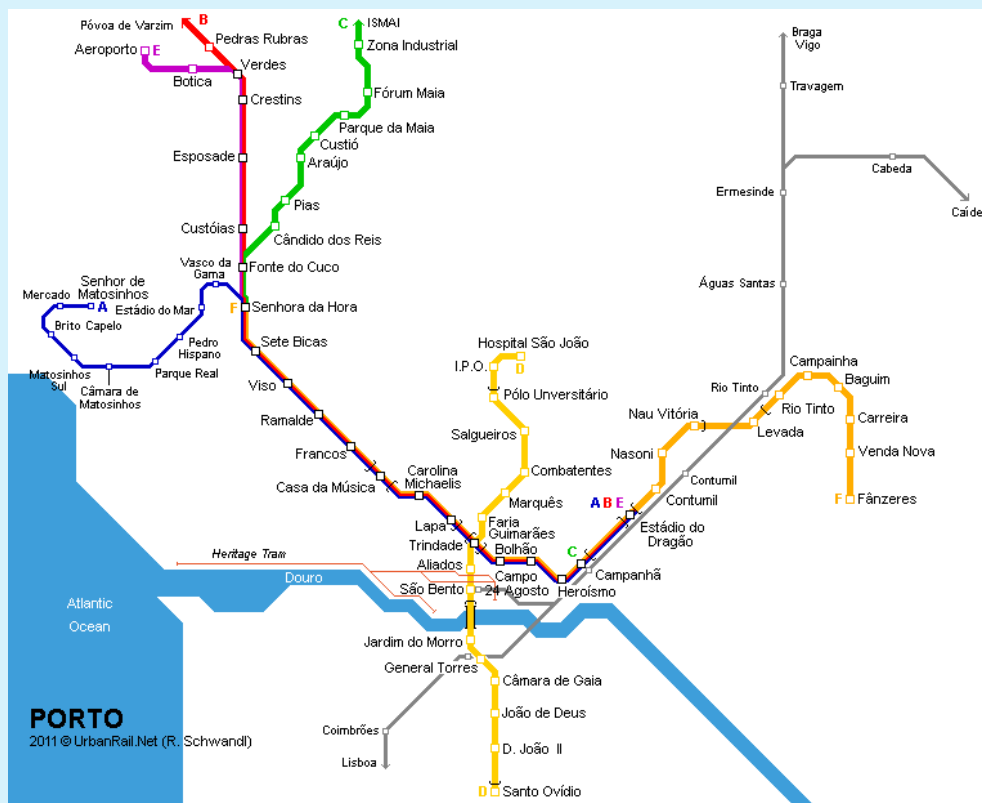 B
Póvoa de Varzim
Pedras Rubras
Aeroporto
E
Verdes
Botica
Crestins
Esposade
Custóias
C
ISMAI
Zona Industrial
Fórum Maia
Parque da Maia
Custió
Araújo
Pias
Cândido dos Reis
Fonte do Cuco
Vasco da
Gama
Senhor de
Matosinhos
Mercado
A
Estádio do Mar
F
Senhora da Hora
Brito Capelo
Pedro
Hispano
Matosinhos
Sul
Parque Real
Câmara de
Matosinhos
Sete Bicas
Viso
Ramalde
Francos
Casa da Música
Carolina
Michaelis
Lapa
Trindade
Hospital São João
D
I.P.O.
Pólo Unversitário
Salgueiros
Combatentes
Marquês
Faria
Guimarães
Bolhão
Aliados
Campo
24 Agosto
São Bento
Heroísmo
C
Campanhã
A B E
Estádio do
Dragão
Contumil
Nasoni
Nau Vitória
Levada
Rio Tinto
Campainha
Baguim
Carreira
Venda Nova
F
Fânzeres
Braga
Vigo
Travagem
Cabeda
Ermesinde
Caíde
Águas Santas
Rio Tinto
Contumil
Heritage Tram
Douro
Atlantic
Ocean
Jardim do Morro
General Torres
Câmara de Gaia
João de Deus
D. João II
D
Santo Ovídio
Coimbrões
Lisboa
PORTO
2011 © UrbanRail.Net (R. Schwandl)